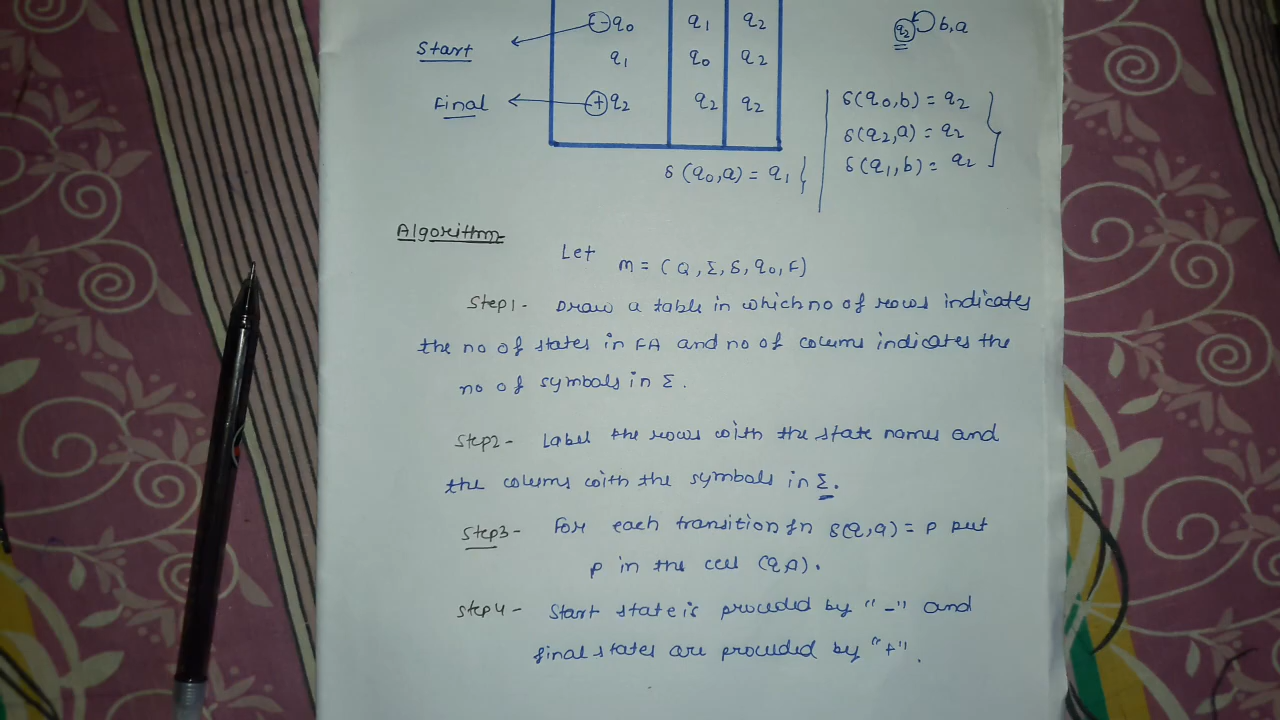 Start ⊖q0 q1 q2
q1 q0 q2
Final ⊕q2 q2 q2
q2 b,a
δ(q0,a) = q1
δ(q0,b) = q2
δ(q2,a) = q2
δ(q1,b) = q2
Algorithm
Let m = (Q, Σ, δ, q0, F)
Step1- Draw a table in which no of rows indicates
the no of states in FA and no of colums indicates the
no of symbols in Σ.
Step2- Label the rows with the state names and
the colums with the symbols in Σ.
Step3- For each transition fn δ(q,a) = p put
p in the cell (q,a).
Step4- Start state is preceded by "-" and
final states are preceded by "+".